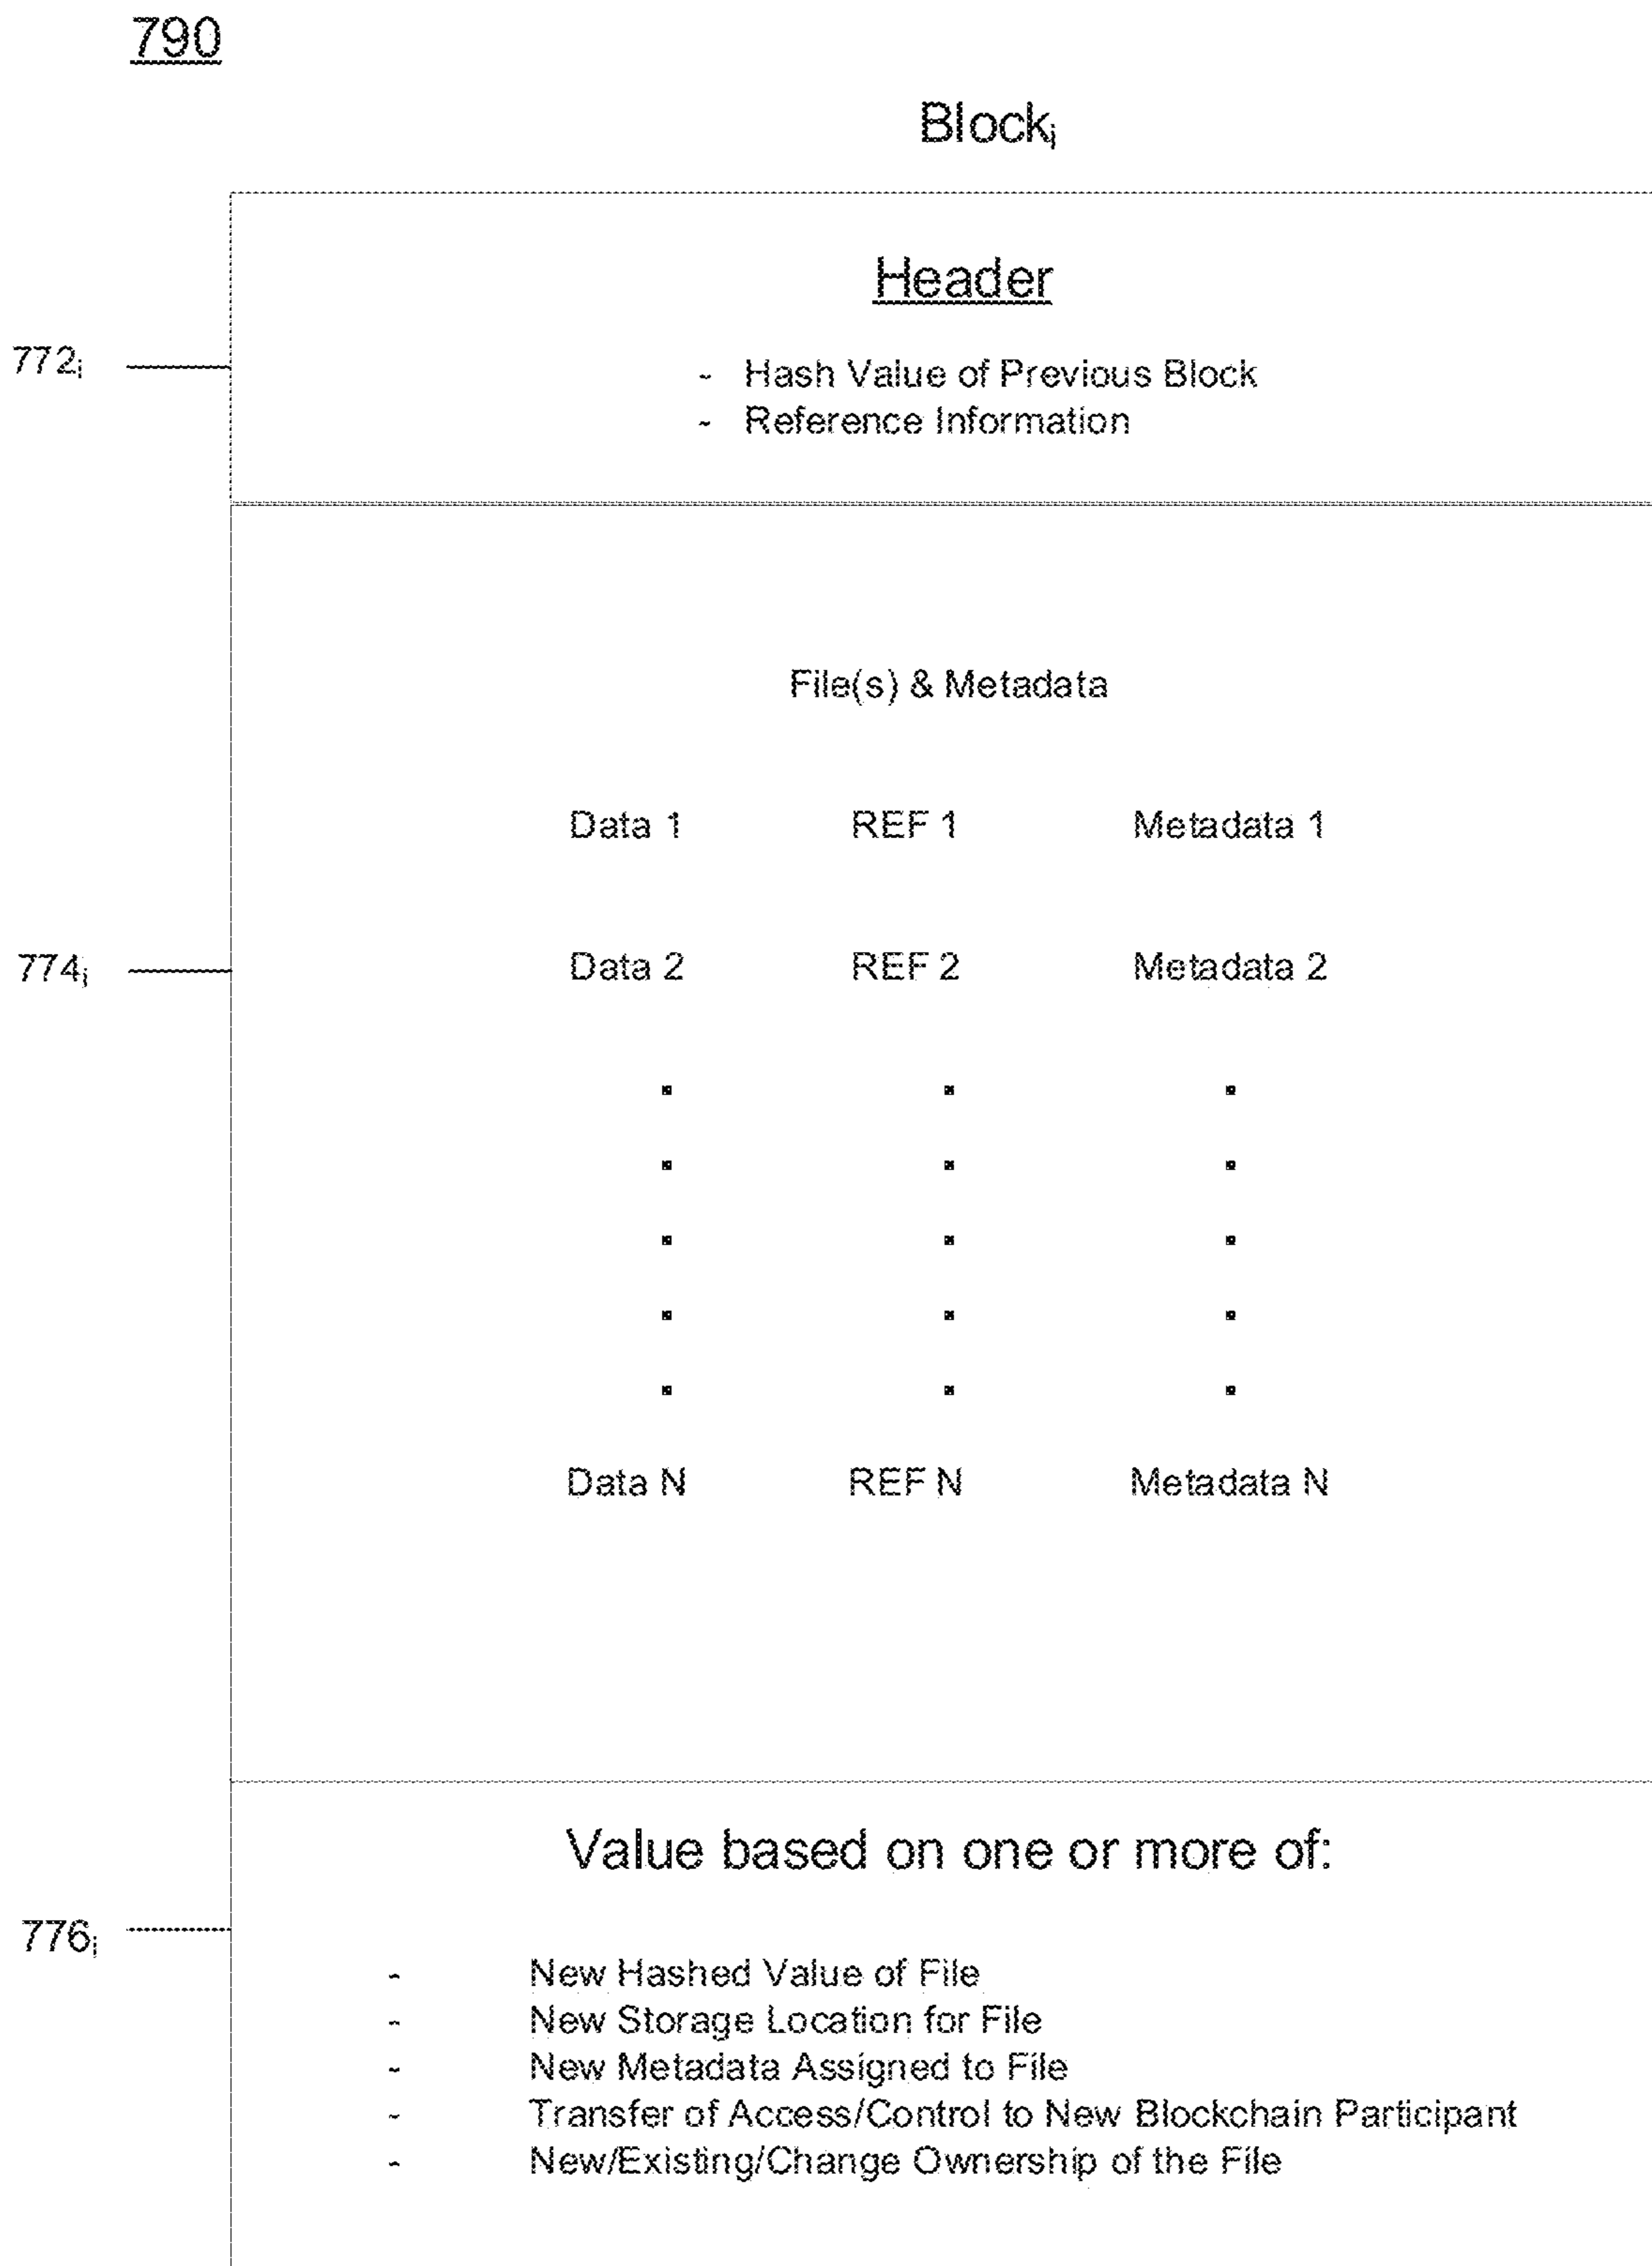 790
Blockᵢ
Header
772ᵢ
- Hash Value of Previous Block
- Reference Information
File(s) & Metadata
Data 1 REF 1 Metadata 1
774ᵢ Data 2 REF 2 Metadata 2
Data N REF N Metadata N
Value based on one or more of:
776ᵢ
- New Hashed Value of File
- New Storage Location for File
- New Metadata Assigned to File
- Transfer of Access/Control to New Blockchain Participant
- New/Existing/Change Ownership of the File